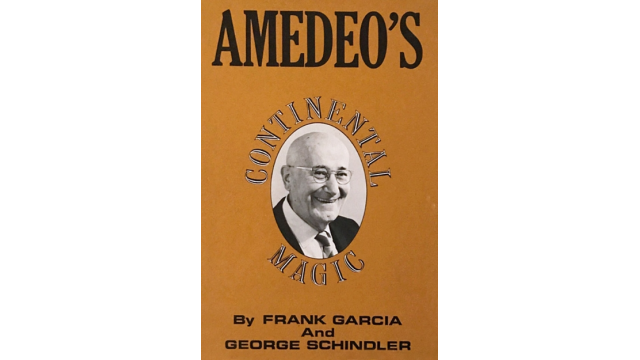 AMEDEO'S
CONTINENTAL
MAGIC
By FRANK GARCIA
And
GEORGE SCHINDLER